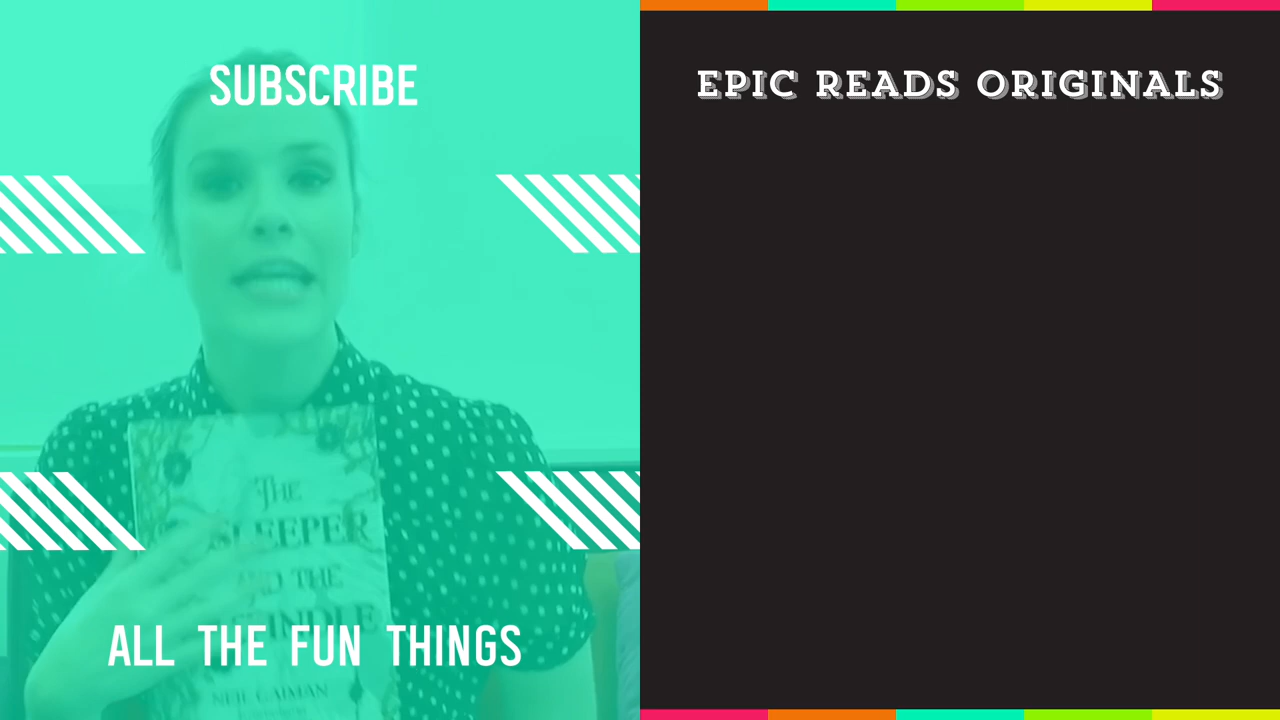 SUBSCRIBE
EPIC READS ORIGINALS
THE
SLEEPER
AND THE
SPINDLE
NEIL GAIMAN
ALL THE FUN THINGS